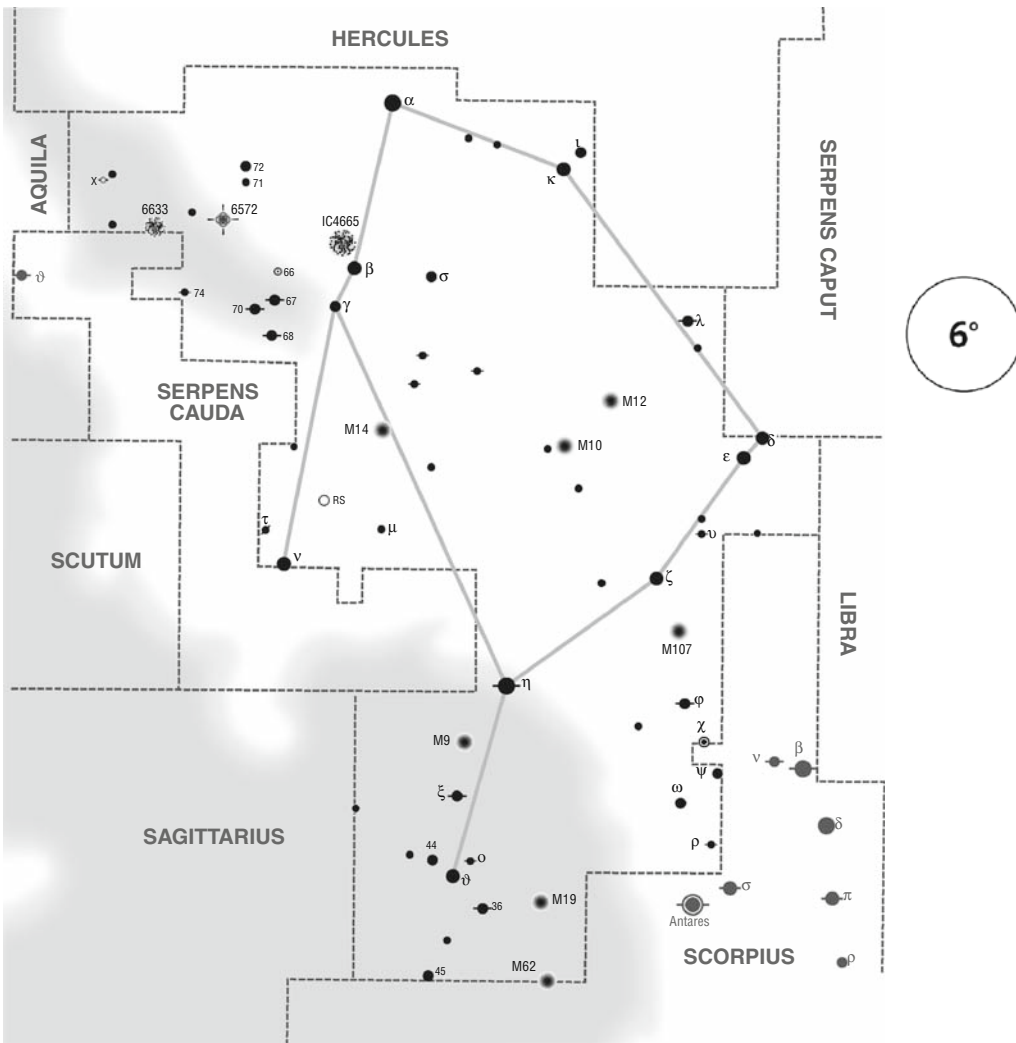 HERCULES
α
ι
κ
AQUILA
SERPENS CAPUT
72
71
χ
6633
6572
IC4665
β
σ
ϑ
66
74
70
67
γ
68
λ
6°
SERPENS
CAUDA
M12
M14
M10
δ
ε
RS
τ
μ
υ
SCUTUM
ν
ζ
LIBRA
M107
η
φ
M9
χ
ν
β
ψ
ξ
ω
SAGITTARIUS
δ
ρ
44
ο
ϑ
σ
M19
36
Antares
π
SCORPIUS
ρ
M62
45